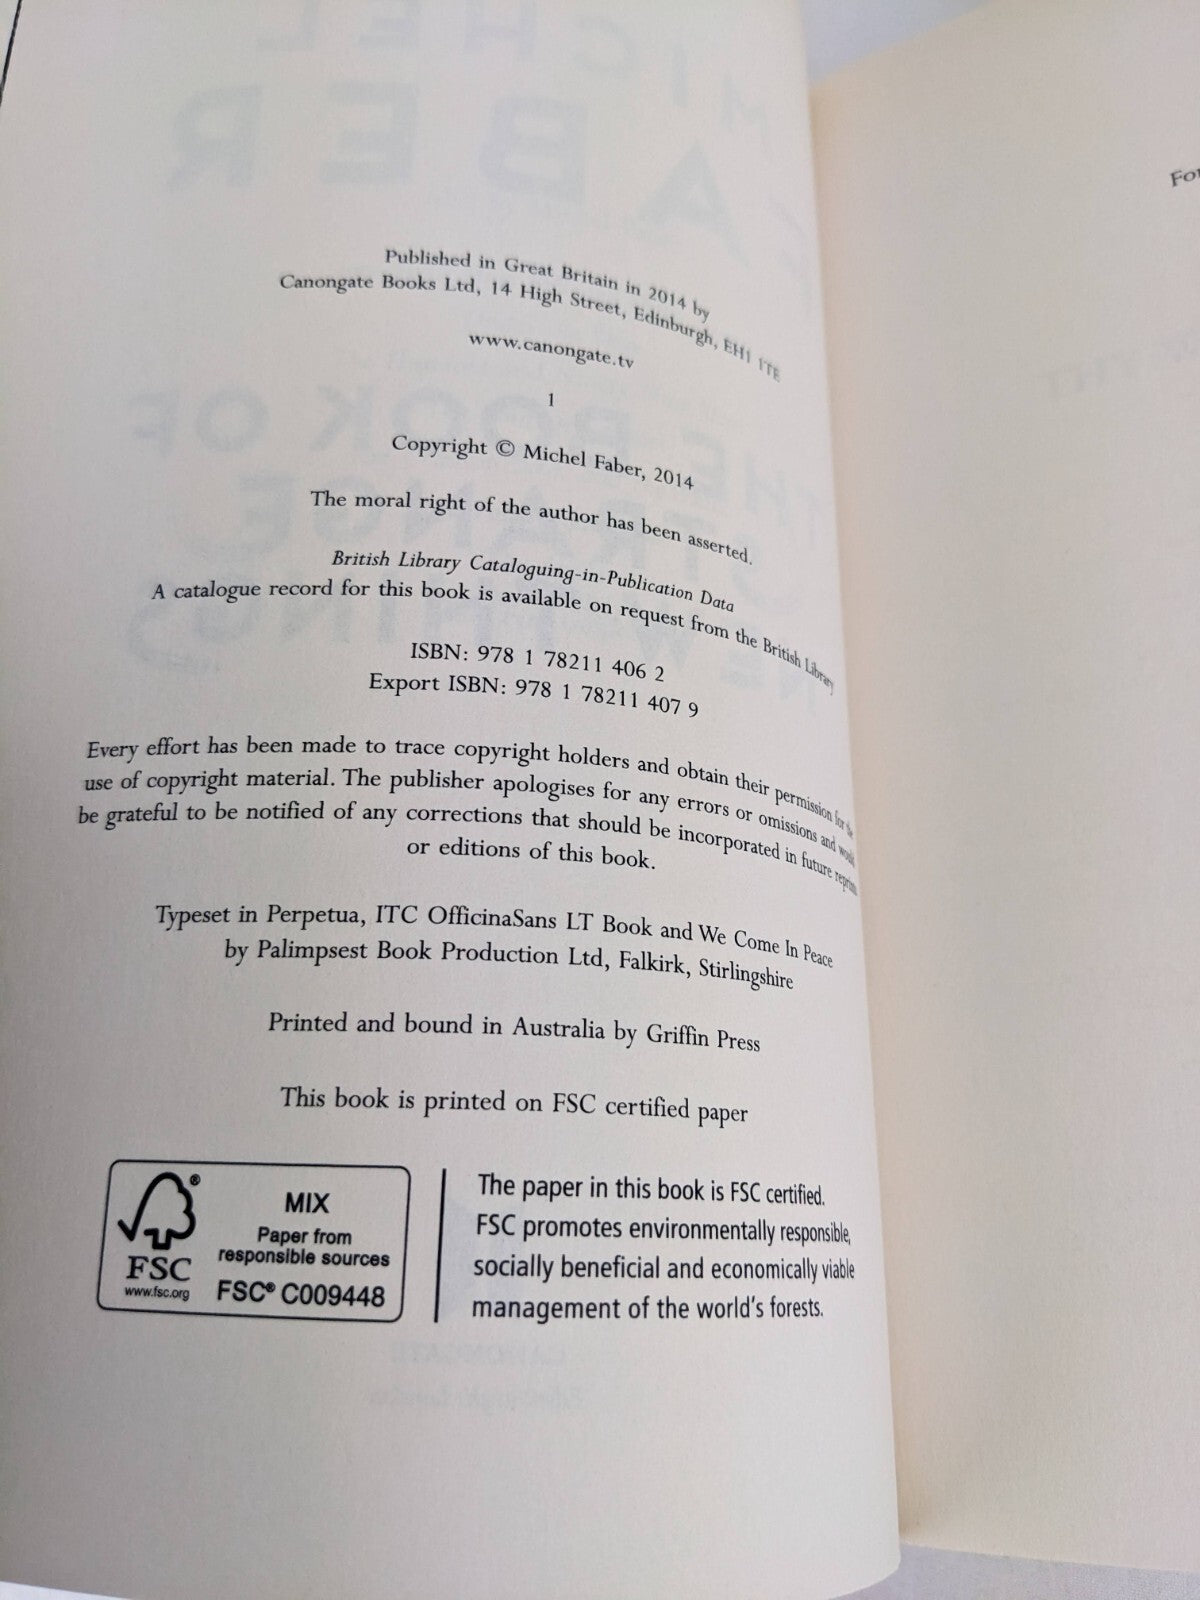 Published in Great Britain in 2014 by
Canongate Books Ltd, 14 High Street, Edinburgh, EH1 1TE
www.canongate.tv
1
Copyright © Michel Faber, 2014
The moral right of the author has been asserted.
British Library Cataloguing-in-Publication Data
A catalogue record for this book is available on request from the British Library
ISBN: 978 1 78211 406 2
Export ISBN: 978 1 78211 407 9
Every effort has been made to trace copyright holders and obtain their permission for the
use of copyright material. The publisher apologises for any errors or omissions and would
be grateful to be notified of any corrections that should be incorporated in future reprints
or editions of this book.
Typeset in Perpetua, ITC OfficinaSans LT Book and We Come In Peace
by Palimpsest Book Production Ltd, Falkirk, Stirlingshire
Printed and bound in Australia by Griffin Press
This book is printed on FSC certified paper
FSC
www.fsc.org
®
MIX
Paper from
responsible sources
FSC® C009448
The paper in this book is FSC certified.
FSC promotes environmentally responsible,
socially beneficial and economically viable
management of the world's forests.